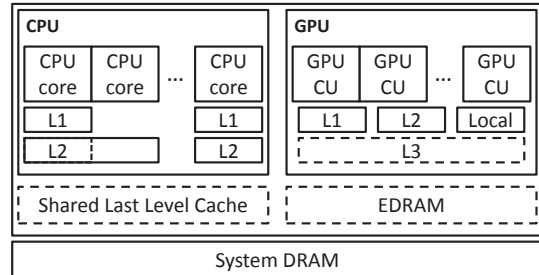 CPU
CPU core
CPU core
...
CPU core
L1
L1
L2
L2
Shared Last Level Cache
GPU
GPU CU
GPU CU
...
GPU CU
L1
L2
Local
L3
EDRAM
System DRAM